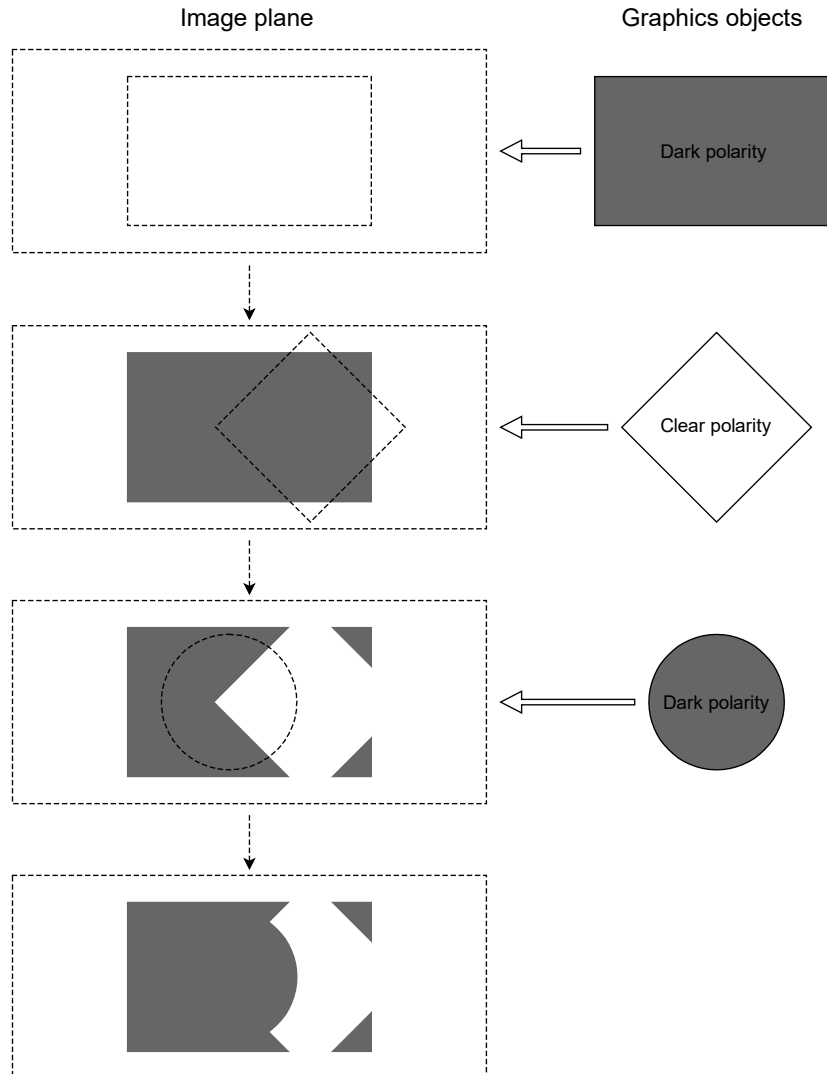 Image plane
Graphics objects
Dark polarity
Clear polarity
Dark polarity